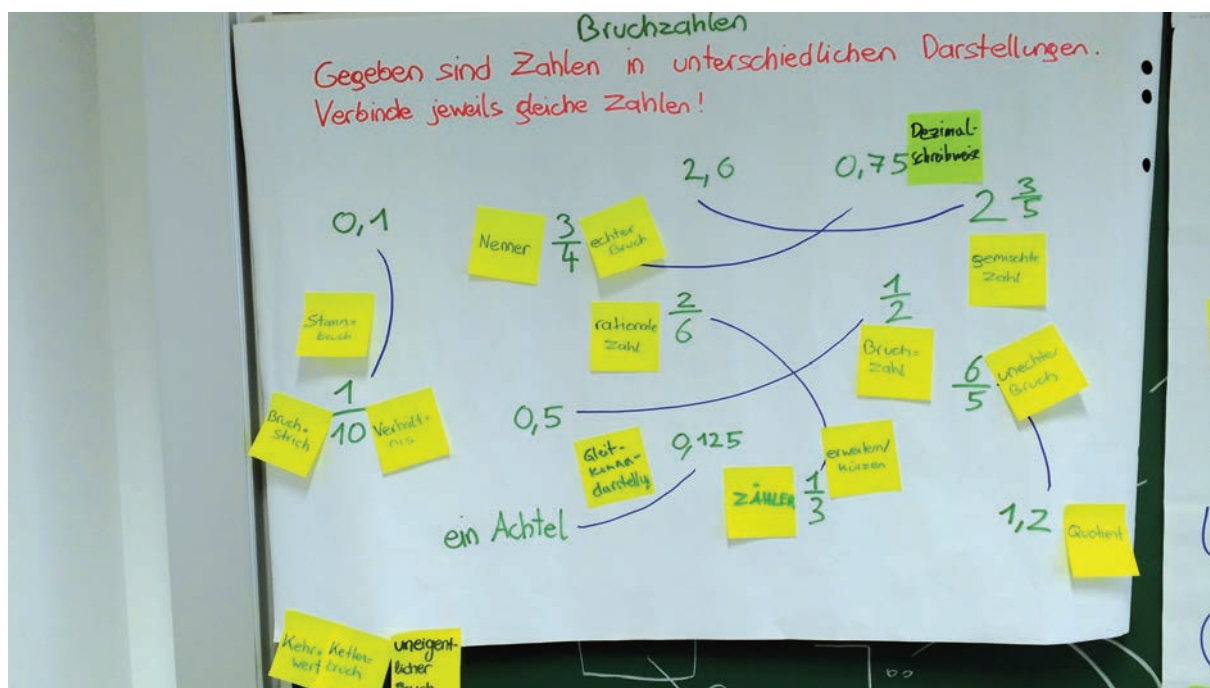 Bruchzahlen
Gegeben sind Zahlen in unterschiedlichen Darstellungen.
Verbinde jeweils gleiche Zahlen!
Dezimal-
schreibweise
2,6
0,75
2 3/5
0,1
Nenner
3/4
echter
Bruch
gemischte
Zahl
Stamm=
bruch
rationale
Zahl
2/6
1/2
Bruch=
zahl
6/5
unechter
Bruch
Bruch=
strich
1/10
Verhält=
nis
0,5
Gleit-
komma-
darstellg
0,125
erweitern/
kürzen
ZÄHLER
1/3
ein Achtel
1,2
Quotient
Kehr=
wert
Ketten=
bruch
uneigent-
licher
Bruch